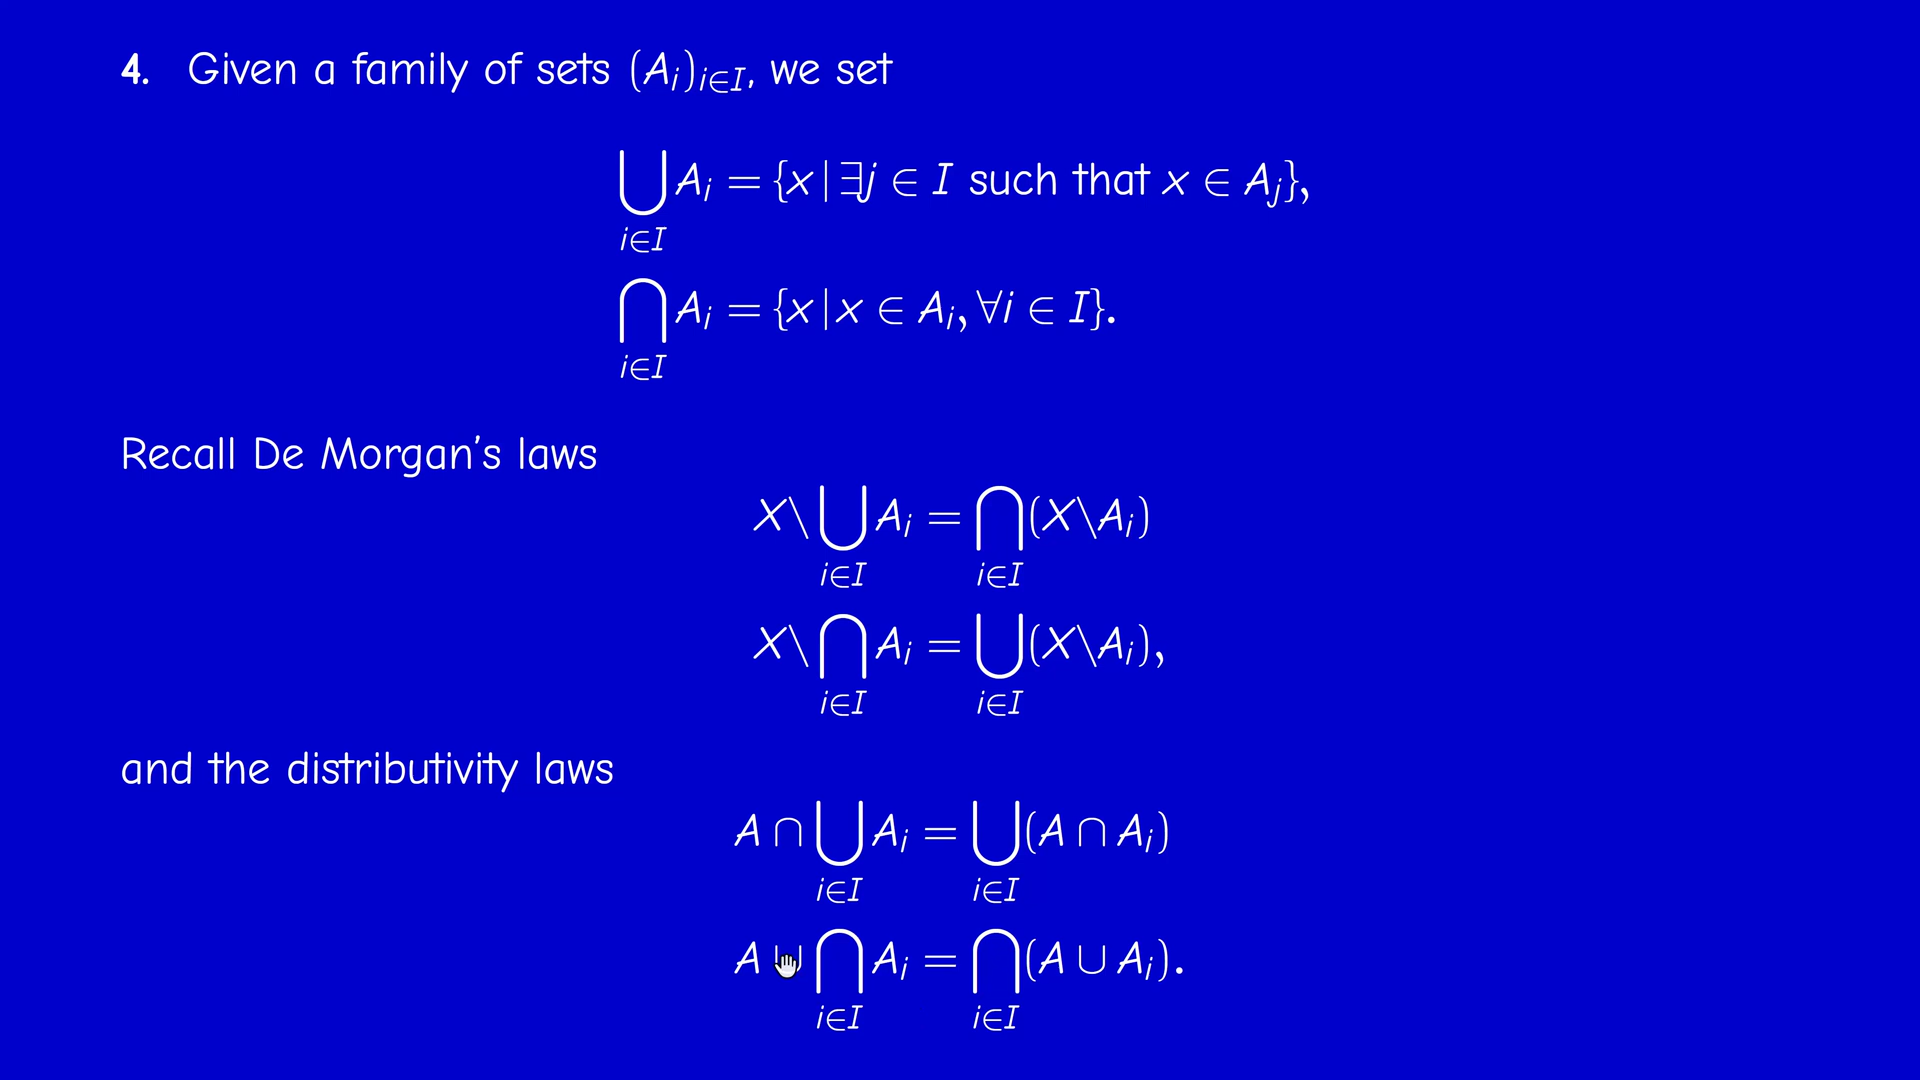 4. Given a family of sets (A_i)_{i∈I}, we set
⋃_{i∈I} A_i = {x | ∃j ∈ I such that x ∈ A_j},
⋂_{i∈I} A_i = {x | x ∈ A_i, ∀i ∈ I}.
Recall De Morgan's laws
X\⋃_{i∈I} A_i = ⋂_{i∈I} (X\A_i)
X\⋂_{i∈I} A_i = ⋃_{i∈I} (X\A_i),
and the distributivity laws
A ∩ ⋃_{i∈I} A_i = ⋃_{i∈I} (A ∩ A_i)
A ∪ ⋂_{i∈I} A_i = ⋂_{i∈I} (A ∪ A_i).